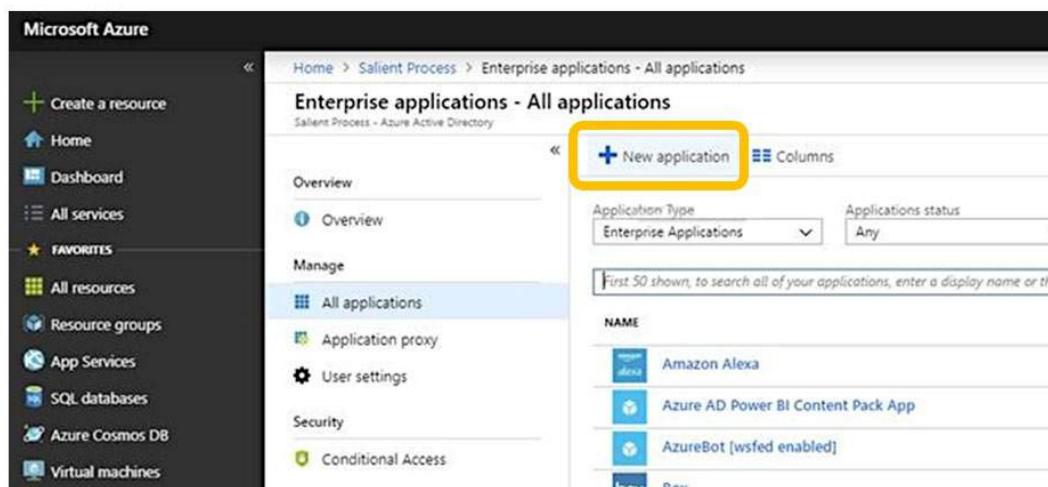 Microsoft Azure
«
Create a resource
Home
Dashboard
All services
FAVORITES
All resources
Resource groups
App Services
SQL databases
Azure Cosmos DB
Virtual machines
Home > Salient Process > Enterprise applications - All applications
Enterprise applications - All applications
Salient Process - Azure Active Directory
«
Overview
Overview
Manage
All applications
Application proxy
User settings
Security
Conditional Access
New application
Columns
Application Type
Enterprise Applications
Applications status
Any
First 50 shown, to search all of your applications, enter a display name or th
NAME
amazon alexa
Amazon Alexa
Azure AD Power BI Content Pack App
AzureBot [wsfed enabled]
box
Box